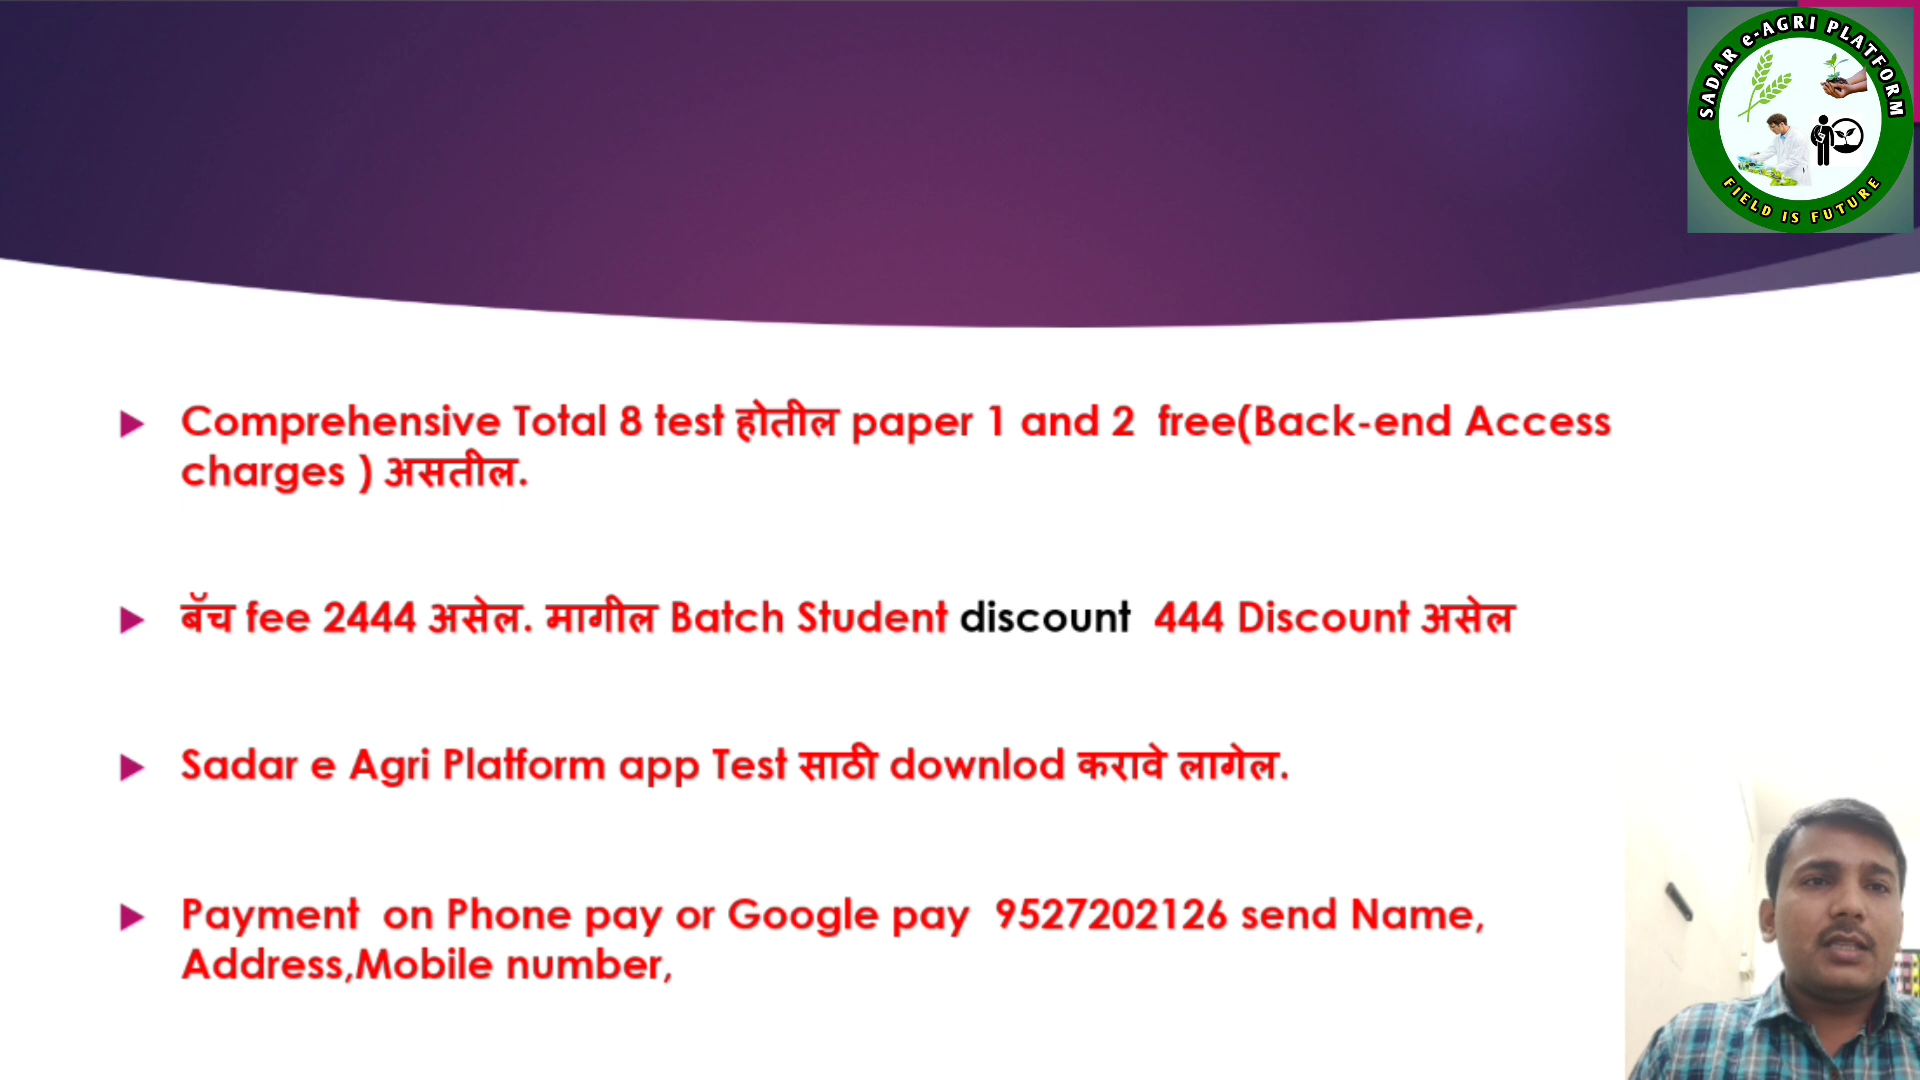 SADAR e-AGRI PLATFORM
FIELD IS FUTURE
Comprehensive Total 8 test होतील paper 1 and 2 free(Back-end Access
charges ) असतील.
बॅच fee 2444 असेल. मागील Batch Student discount 444 Discount असेल
Sadar e Agri Platform app Test साठी downlod करावे लागेल.
Payment on Phone pay or Google pay 9527202126 send Name,
Address,Mobile number,